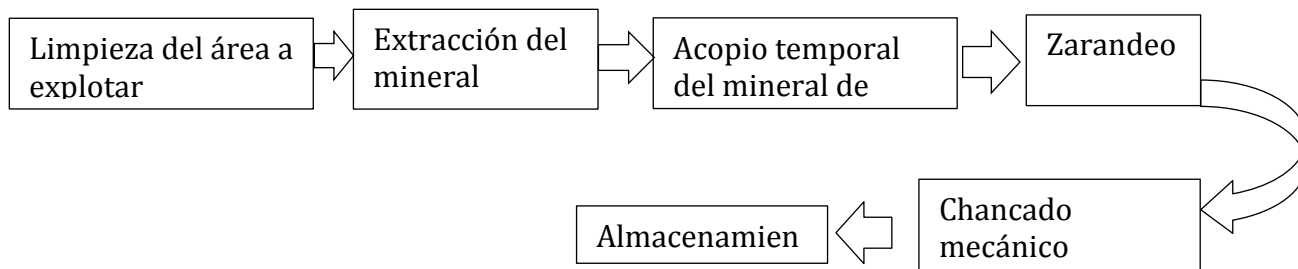 Limpieza del área a
explotar
Extracción del
mineral
Acopio temporal
del mineral de
Zarandeo
Chancado
mecánico
Almacenamien